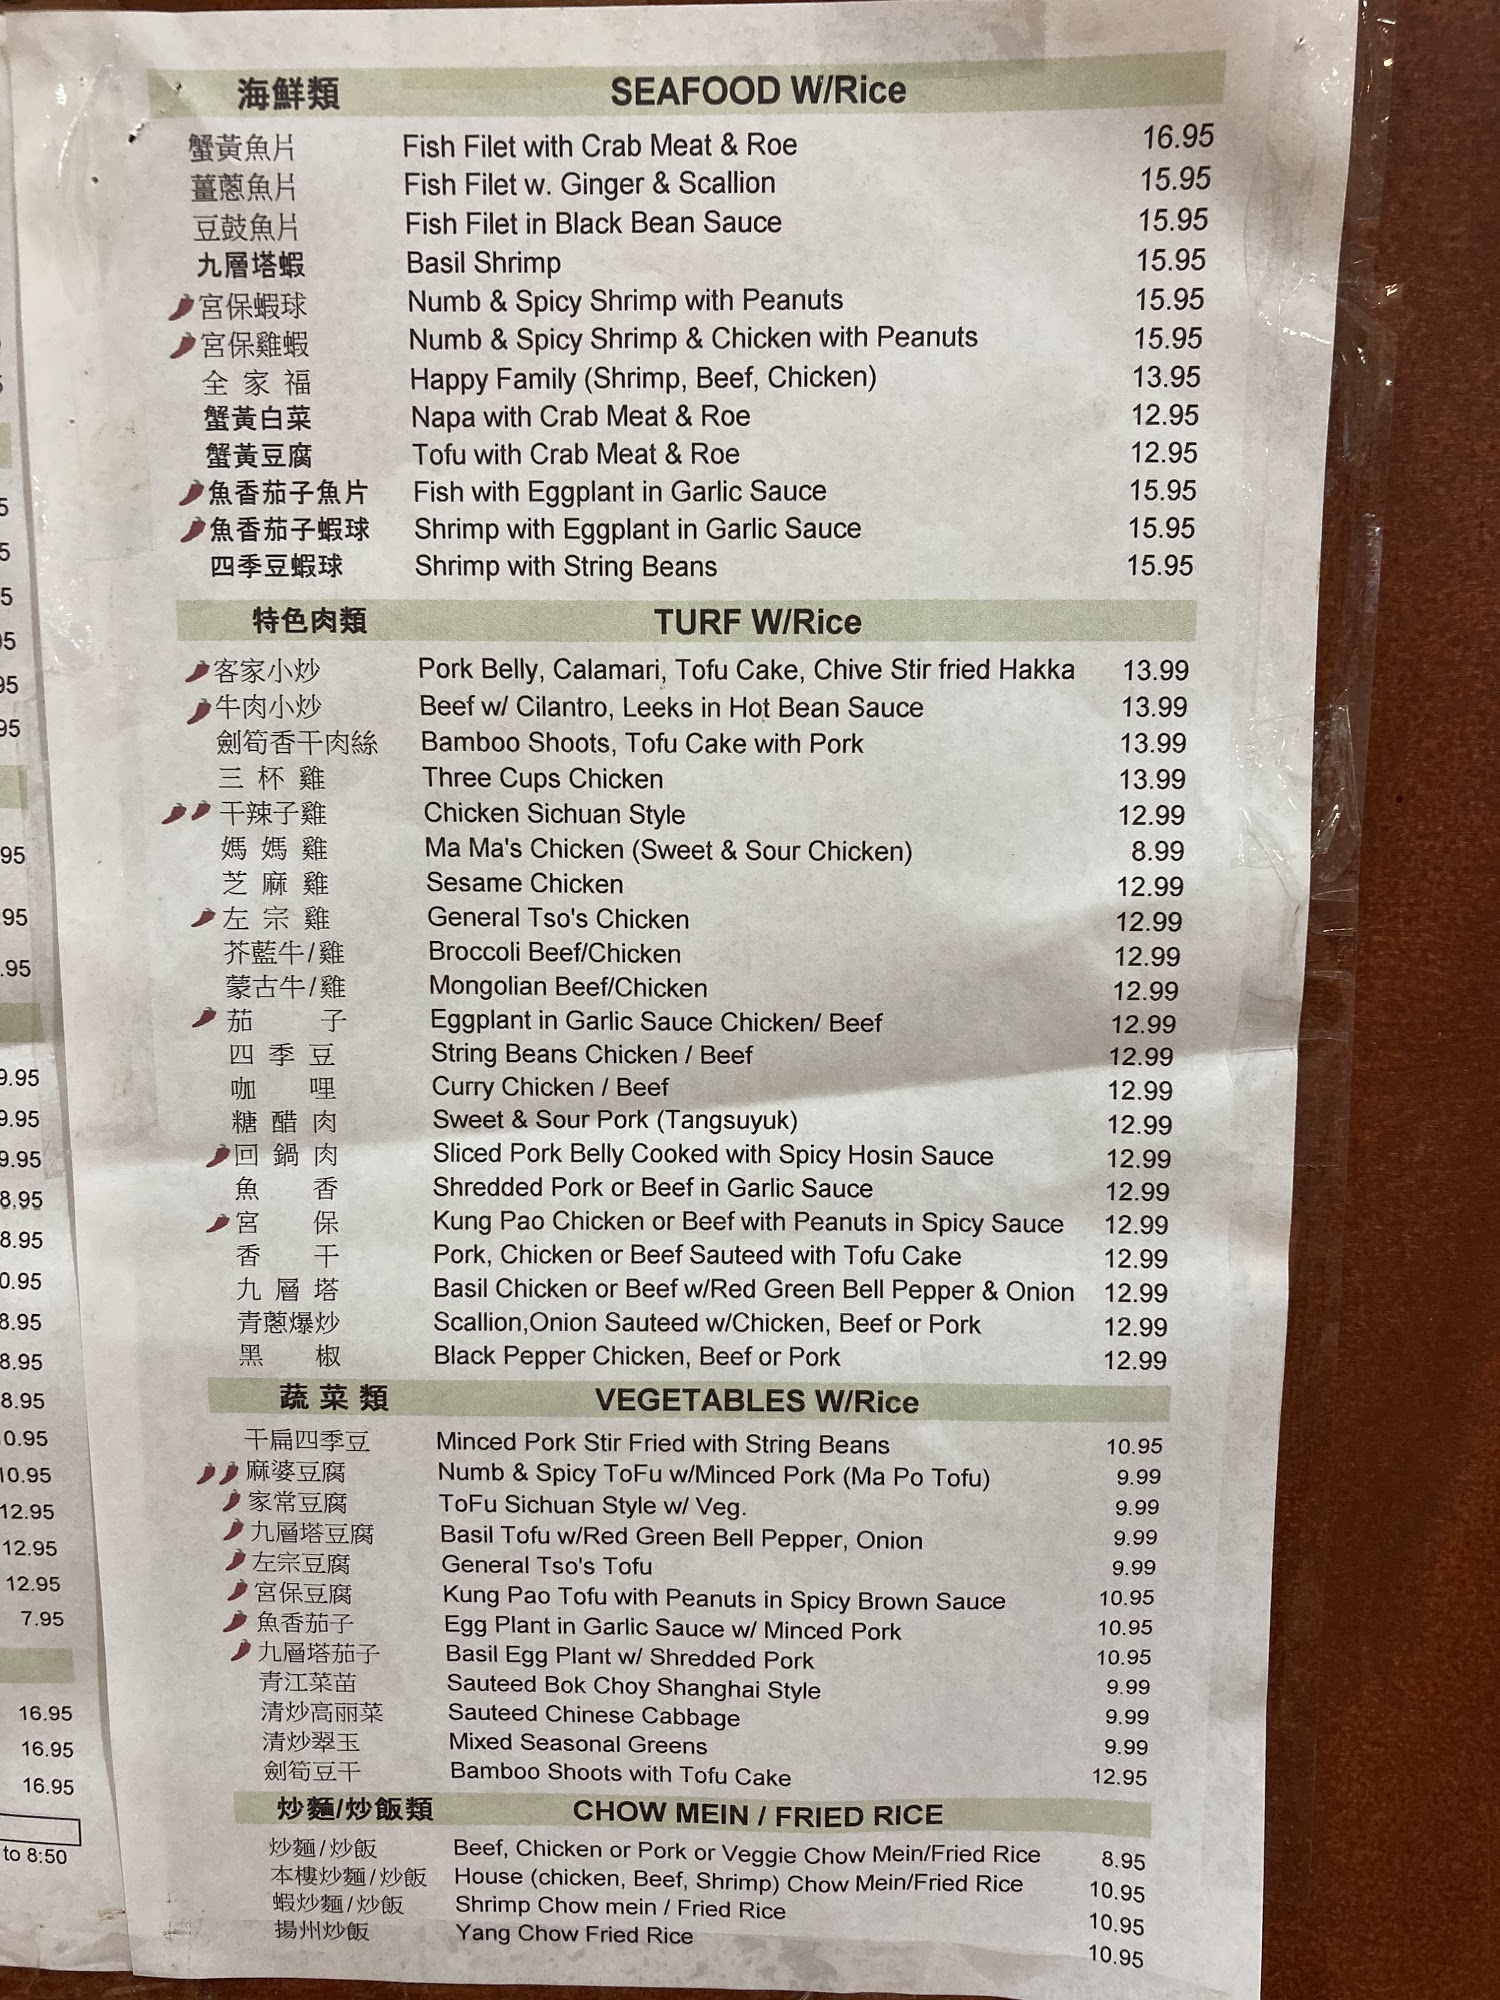 海鮮類 SEAFOOD W/Rice
蟹黃魚片 Fish Filet with Crab Meat & Roe 16.95
薑蔥魚片 Fish Filet w. Ginger & Scallion 15.95
豆鼓魚片 Fish Filet in Black Bean Sauce 15.95
九層塔蝦 Basil Shrimp 15.95
宮保蝦球 Numb & Spicy Shrimp with Peanuts 15.95
宮保雞蝦 Numb & Spicy Shrimp & Chicken with Peanuts 15.95
全家福 Happy Family (Shrimp, Beef, Chicken) 13.95
蟹黃白菜 Napa with Crab Meat & Roe 12.95
蟹黃豆腐 Tofu with Crab Meat & Roe 12.95
魚香茄子魚片 Fish with Eggplant in Garlic Sauce 15.95
魚香茄子蝦球 Shrimp with Eggplant in Garlic Sauce 15.95
四季豆蝦球 Shrimp with String Beans 15.95
特色肉類 TURF W/Rice
客家小炒 Pork Belly, Calamari, Tofu Cake, Chive Stir fried Hakka 13.99
牛肉小炒 Beef w/ Cilantro, Leeks in Hot Bean Sauce 13.99
劍筍香干肉絲 Bamboo Shoots, Tofu Cake with Pork 13.99
三杯雞 Three Cups Chicken 13.99
干辣子雞 Chicken Sichuan Style 12.99
媽媽雞 Ma Ma's Chicken (Sweet & Sour Chicken) 8.99
芝麻雞 Sesame Chicken 12.99
左宗雞 General Tso's Chicken 12.99
芥藍牛/雞 Broccoli Beef/Chicken 12.99
蒙古牛/雞 Mongolian Beef/Chicken 12.99
茄子 Eggplant in Garlic Sauce Chicken/ Beef 12.99
四季豆 String Beans Chicken / Beef 12.99
咖哩 Curry Chicken / Beef 12.99
糖醋肉 Sweet & Sour Pork (Tangsuyuk) 12.99
回鍋肉 Sliced Pork Belly Cooked with Spicy Hosin Sauce 12.99
魚香 Shredded Pork or Beef in Garlic Sauce 12.99
宮保 Kung Pao Chicken or Beef with Peanuts in Spicy Sauce 12.99
香干 Pork, Chicken or Beef Sauteed with Tofu Cake 12.99
九層塔 Basil Chicken or Beef w/Red Green Bell Pepper & Onion 12.99
青蔥爆炒 Scallion,Onion Sauteed w/Chicken, Beef or Pork 12.99
黑椒 Black Pepper Chicken, Beef or Pork 12.99
蔬菜類 VEGETABLES W/Rice
干扁四季豆 Minced Pork Stir Fried with String Beans 10.95
麻婆豆腐 Numb & Spicy ToFu w/Minced Pork (Ma Po Tofu) 9.99
家常豆腐 ToFu Sichuan Style w/ Veg. 9.99
九層塔豆腐 Basil Tofu w/Red Green Bell Pepper, Onion 9.99
左宗豆腐 General Tso's Tofu 9.99
宮保豆腐 Kung Pao Tofu with Peanuts in Spicy Brown Sauce 10.95
魚香茄子 Egg Plant in Garlic Sauce w/ Minced Pork 10.95
九層塔茄子 Basil Egg Plant w/ Shredded Pork 10.95
青江菜苗 Sauteed Bok Choy Shanghai Style 9.99
清炒高丽菜 Sauteed Chinese Cabbage 9.99
清炒翠玉 Mixed Seasonal Greens 9.99
劍筍豆干 Bamboo Shoots with Tofu Cake 12.95
炒麵/炒飯類 CHOW MEIN / FRIED RICE
炒麵/炒飯 Beef, Chicken or Pork or Veggie Chow Mein/Fried Rice 8.95
本樓炒麵/炒飯 House (chicken, Beef, Shrimp) Chow Mein/Fried Rice 10.95
蝦炒麵/炒飯 Shrimp Chow mein / Fried Rice 10.95
揚州炒飯 Yang Chow Fried Rice 10.95
8.95
8.95
8.95
8.95
12.95
12.95
12.95
7.95
16.95
16.95
16.95
to 8:50